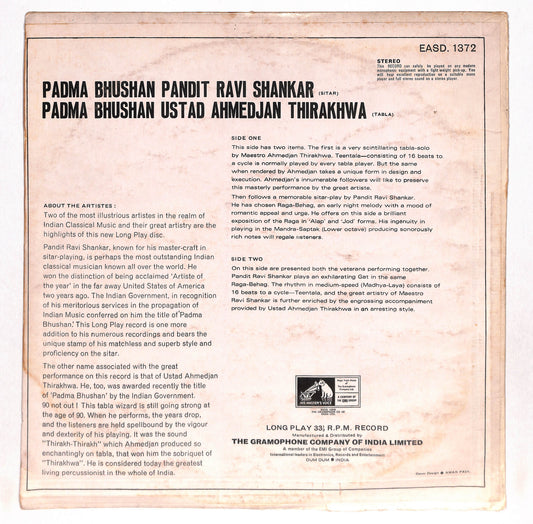 EASD. 1372
STEREO
This RECORD can safely be played on any modern
microgroove equipment with a light-weight pick-up. You
will hear excellent reproduction on a suitable mono
player and full stereo sound on a stereo player.
PADMA BHUSHAN PANDIT RAVI SHANKAR (SITAR)
PADMA BHUSHAN USTAD AHMEDJAN THIRAKHWA (TABLA)
SIDE ONE
This side has two items. The first is a very scintillating tabla-solo
by Maestro Ahmedjan Thirakhwa. Teentala—consisting of 16 beats to
a cycle is normally played by every tabla player. But the same
when rendered by Ahmedjan takes a unique form in design and
execution. Ahmedjan's innumerable followers will like to preserve
this masterly performance by the great artiste.
Then follows a memorable sitar-play by Pandit Ravi Shankar.
He has chosen Raga-Behag, an early night melody with a mood of
romantic appeal and urge. He offers on this side a brilliant
exposition of the Raga in 'Alap' and 'Jod' forms. His ingenuity in
playing in the Mandra-Saptak (Lower octave) producing sonorously
rich notes will regale listeners.
SIDE TWO
On this side are presented both the veterans performing together.
Pandit Ravi Shankar plays an exhilarating Gat in the same
Raga-Behag. The rhythm in medium-speed (Madhya-Laya) consists of
16 beats to a cycle—Teentala, and the great artistry of Maestro
Ravi Shankar is further enriched by the engrossing accompaniment
provided by Ustad Ahmedjan Thirakhwa in an arresting style.
ABOUT THE ARTISTES :
Two of the most illustrious artistes in the realm of
Indian Classical Music and their great artistry are the
highlights of this new Long Play disc.
Pandit Ravi Shankar, known for his master-craft in
sitar-playing, is perhaps the most outstanding Indian
classical musician known all over the world. He
won the distinction of being acclaimed 'Artiste of
the year' in the far away United States of America
two years ago. The Indian Government, in recognition
of his meritorious services in the propagation of
Indian Music conferred on him the title of 'Padma
Bhushan'. This Long Play record is one more
addition to his numerous recordings and bears the
unique stamp of his matchless and superb style and
proficiency on the sitar.
The other name associated with the great
performance on this record is that of Ustad Ahmedjan
Thirakhwa. He, too, was awarded recently the title
of 'Padma Bhushan' by the Indian Government.
90 not out ! This tabla wizard is still going strong at
the age of 90. When he performs, the years drop,
and the listeners are held spellbound by the vigour
and dexterity of his playing. It was the sound
"Thirakh-Thirakh" which Ahmedjan produced so
enchantingly on tabla, that won him the sobriquet of
"Thirakhwa". He is considered today the greatest
living percussionist in the whole of India.
"HIS MASTER'S VOICE"
LONG PLAY 33⅓ R.P.M. RECORD
Manufactured & Distributed by
THE GRAMOPHONE COMPANY OF INDIA LIMITED
A member of the EMI Group of Companies
International leaders in Electronics, Records and Entertainment
DUM DUM • INDIA